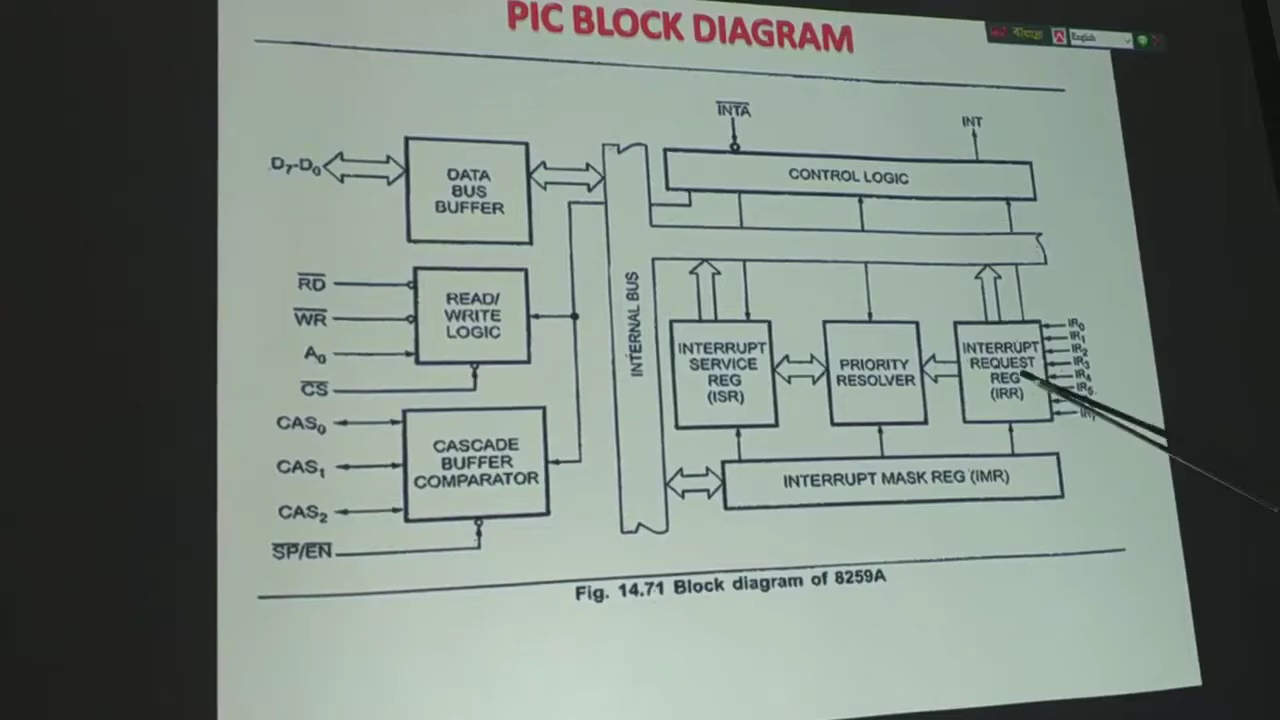 PIC BLOCK DIAGRAM
English
INTA
INT
D7-D0
DATA
BUS
BUFFER
CONTROL LOGIC
RD
WR
A0
CS
READ/
WRITE
LOGIC
INTERNAL BUS
INTERRUPT
SERVICE
REG
(ISR)
PRIORITY
RESOLVER
INTERRUPT
REQUEST
REG
(IRR)
IR0
IR1
IR2
IR3
IR4
CAS0
CAS1
CAS2
SP/EN
CASCADE
BUFFER
COMPARATOR
INTERRUPT MASK REG (IMR)
Fig. 14.71 Block diagram of 8259A